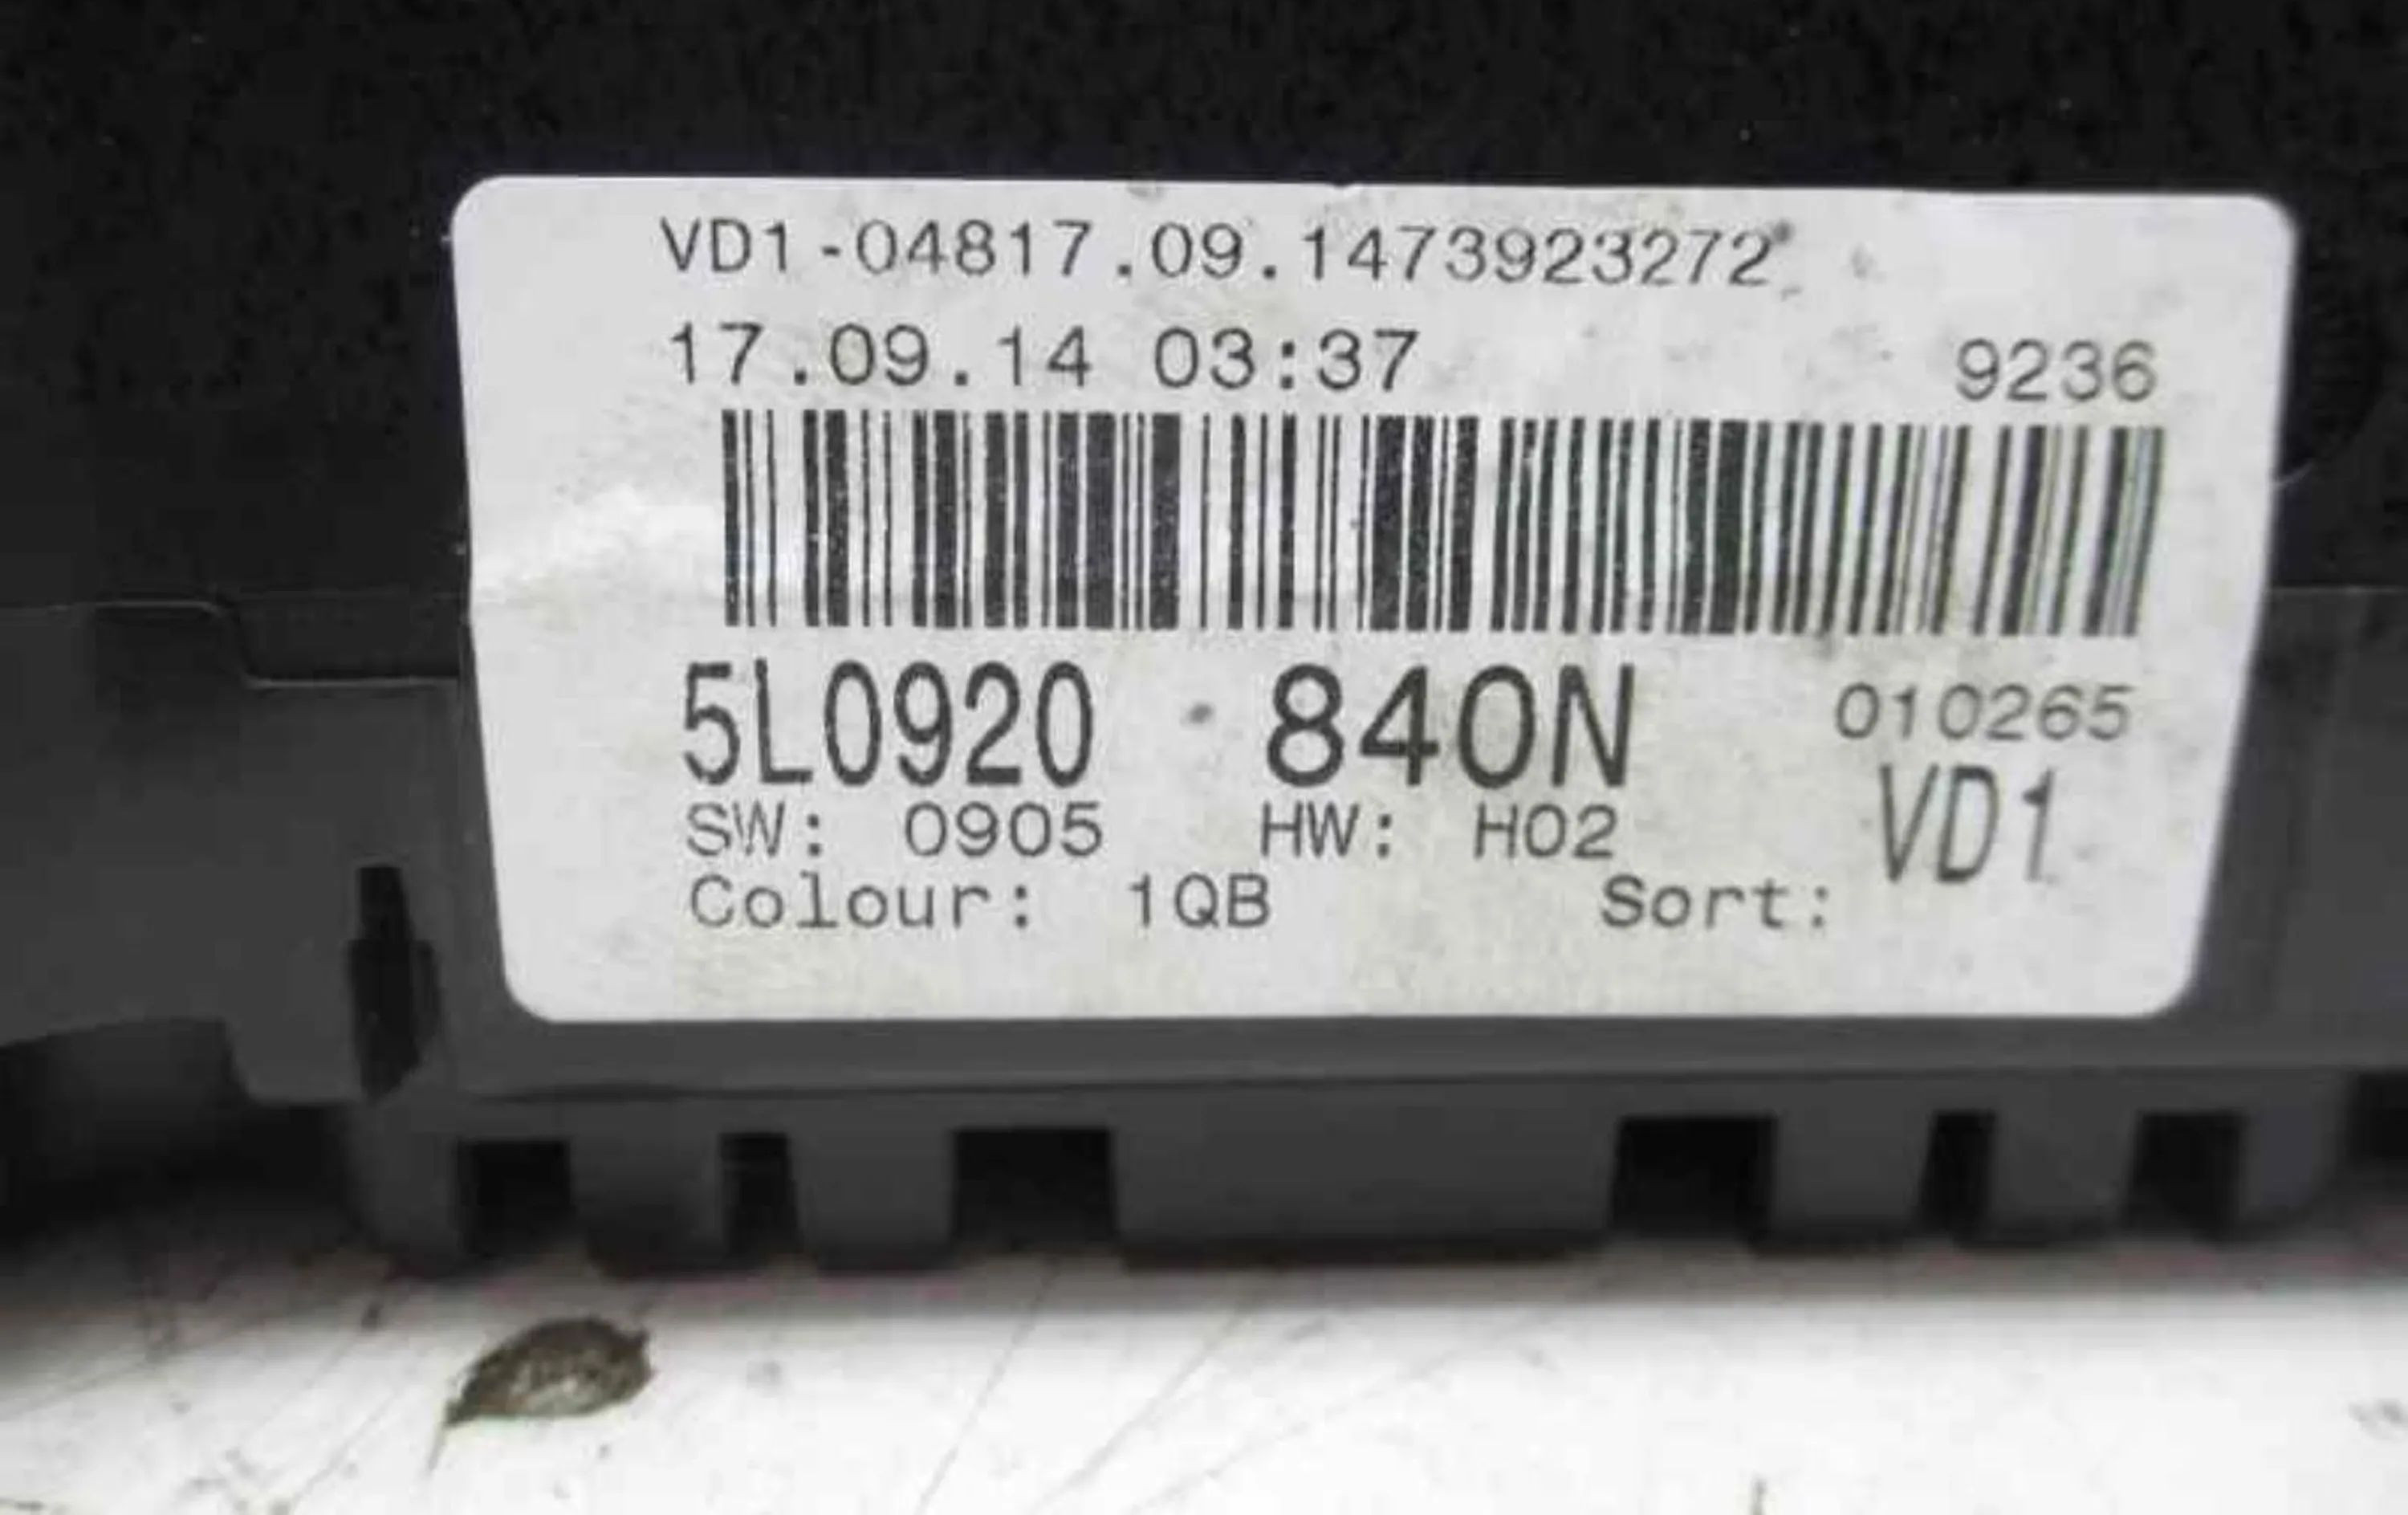 VD1-04817.09.1473923272
17.09.14 03:37 9236
5L0920 840N 010265
SW: 0905 HW: H02 VD1
Colour: 1QB Sort: